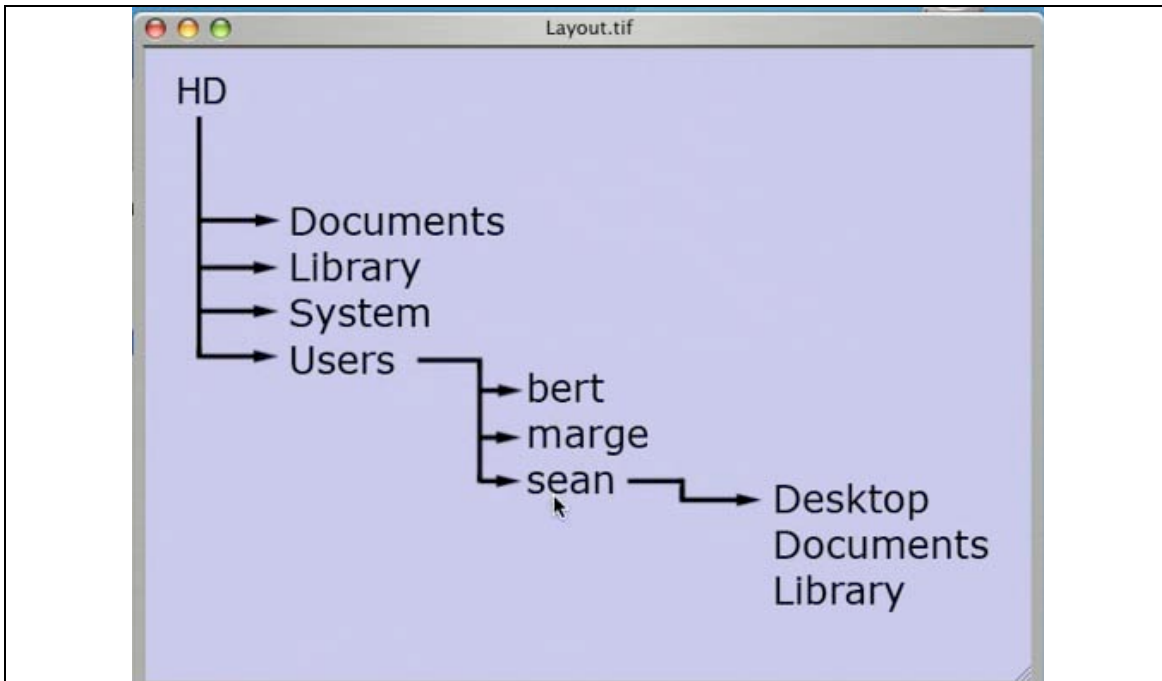 Layout.tif
HD
Documents
Library
System
Users
bert
marge
sean
Desktop
Documents
Library